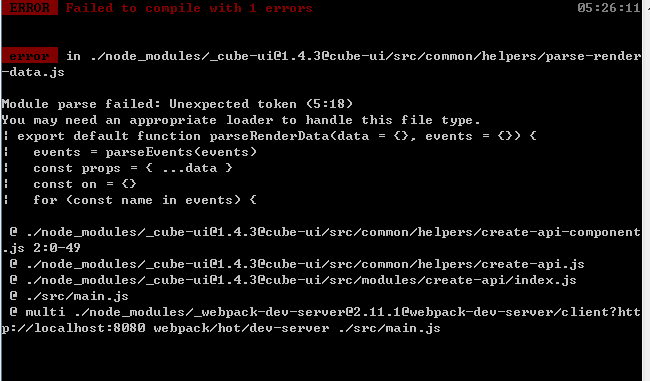 ERROR Failed to compile with 1 errors 05:26:11
error in ./node_modules/_cube-ui@1.4.3@cube-ui/src/common/helpers/parse-render
-data.js
Module parse failed: Unexpected token (5:18)
You may need an appropriate loader to handle this file type.
¦ export default function parseRenderData(data = {}, events = {}) {
¦   events = parseEvents(events)
¦   const props = { ...data }
¦   const on = {}
¦   for (const name in events) {
@ ./node_modules/_cube-ui@1.4.3@cube-ui/src/common/helpers/create-api-component
.js 2:0-49
@ ./node_modules/_cube-ui@1.4.3@cube-ui/src/common/helpers/create-api.js
@ ./node_modules/_cube-ui@1.4.3@cube-ui/src/modules/create-api/index.js
@ ./src/main.js
@ multi ./node_modules/_webpack-dev-server@2.11.1@webpack-dev-server/client?htt
p://localhost:8080 webpack/hot/dev-server ./src/main.js